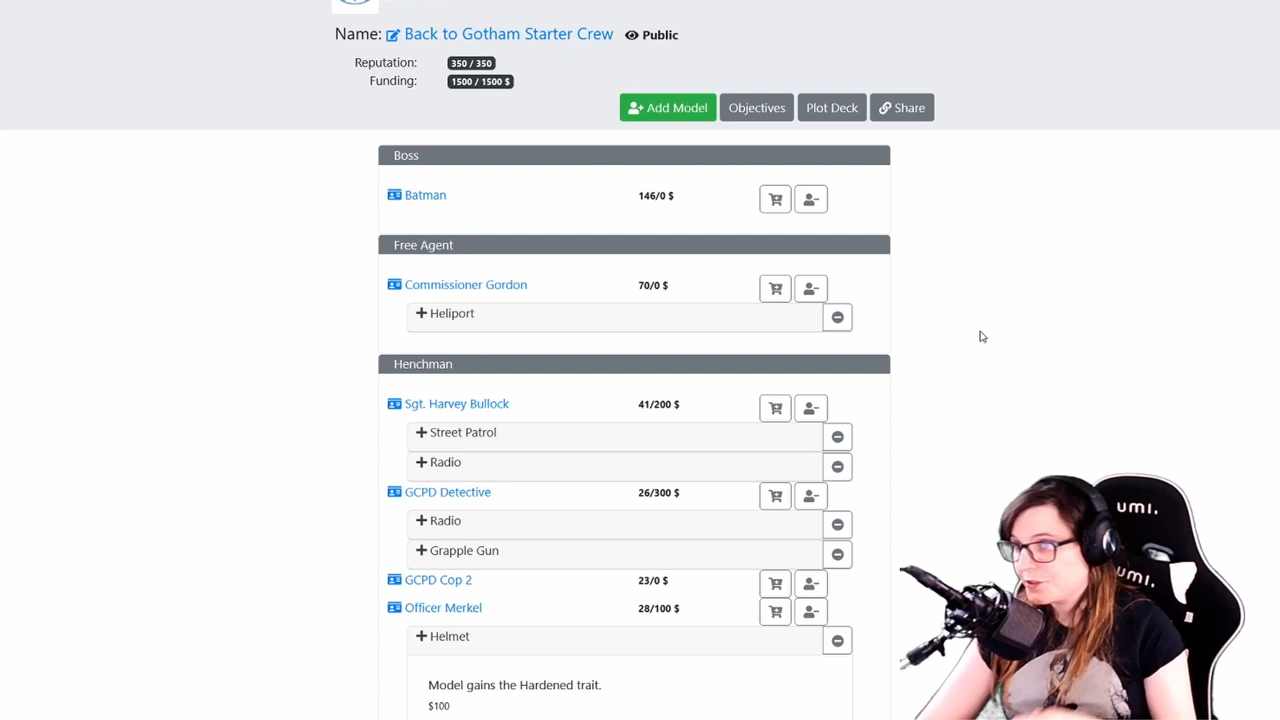 Name: Back to Gotham Starter Crew Public
Reputation: 350 / 350
Funding: 1500 / 1500 $
Add Model Objectives Plot Deck Share
Boss
Batman 146/0 $
Free Agent
Commissioner Gordon 70/0 $
Heliport
Henchman
Sgt. Harvey Bullock 41/200 $
Street Patrol
Radio
GCPD Detective 26/300 $
Radio
Grapple Gun
GCPD Cop 2 23/0 $
Officer Merkel 28/100 $
Helmet
Model gains the Hardened trait.
$100
umi.
umi.